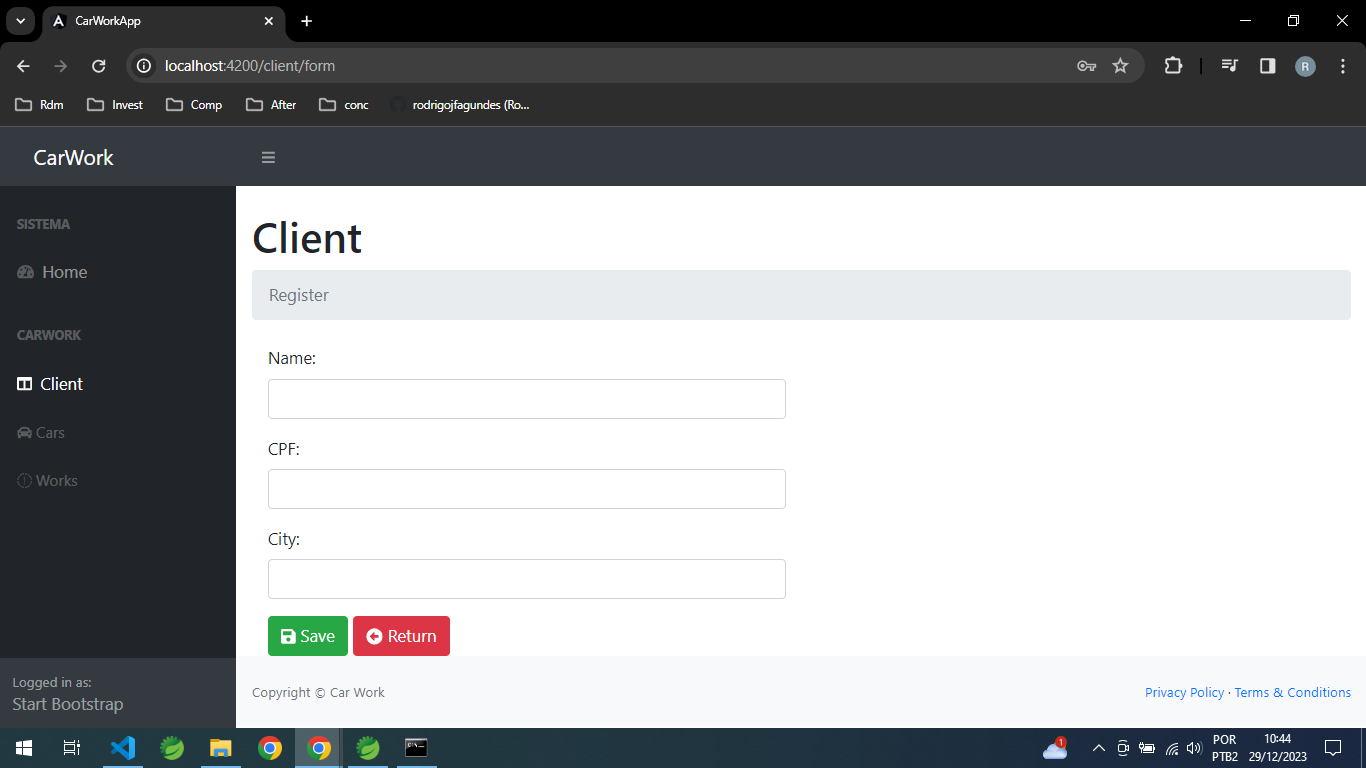 CarWorkApp
localhost:4200/client/form
R
Rdm Invest Comp After conc rodrigojfagundes (Ro...
CarWork
SISTEMA
Home
CARWORK
Client
Cars
Works
Logged in as:
Start Bootstrap
Client
Register
Name:
CPF:
City:
Save Return
Copyright © Car Work
Privacy Policy · Terms & Conditions
1
POR
PTB2
10:44
29/12/2023